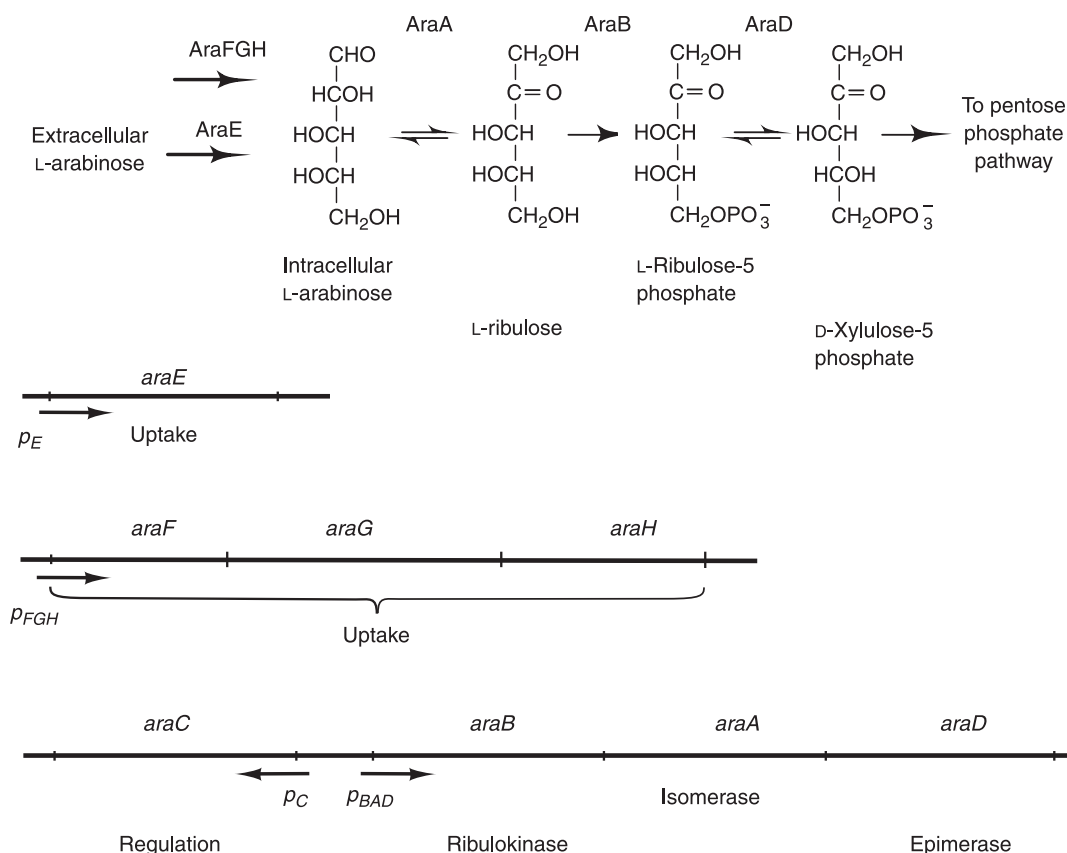 AraA AraB AraD
AraFGH
CHO CH2OH CH2OH CH2OH
HCOH C=O C=O C=O
Extracellular
L-arabinose
AraE
HOCH HOCH HOCH HOCH
To pentose
phosphate
pathway
HOCH HOCH HOCH HCOH
CH2OH CH2OH CH2OPO3− CH2OPO3−
Intracellular
L-arabinose
L-ribulose
L-Ribulose-5
phosphate
D-Xylulose-5
phosphate
araE
pE Uptake
araF araG araH
pFGH
Uptake
araC araB araA araD
pC pBAD Isomerase
Regulation Ribulokinase Epimerase